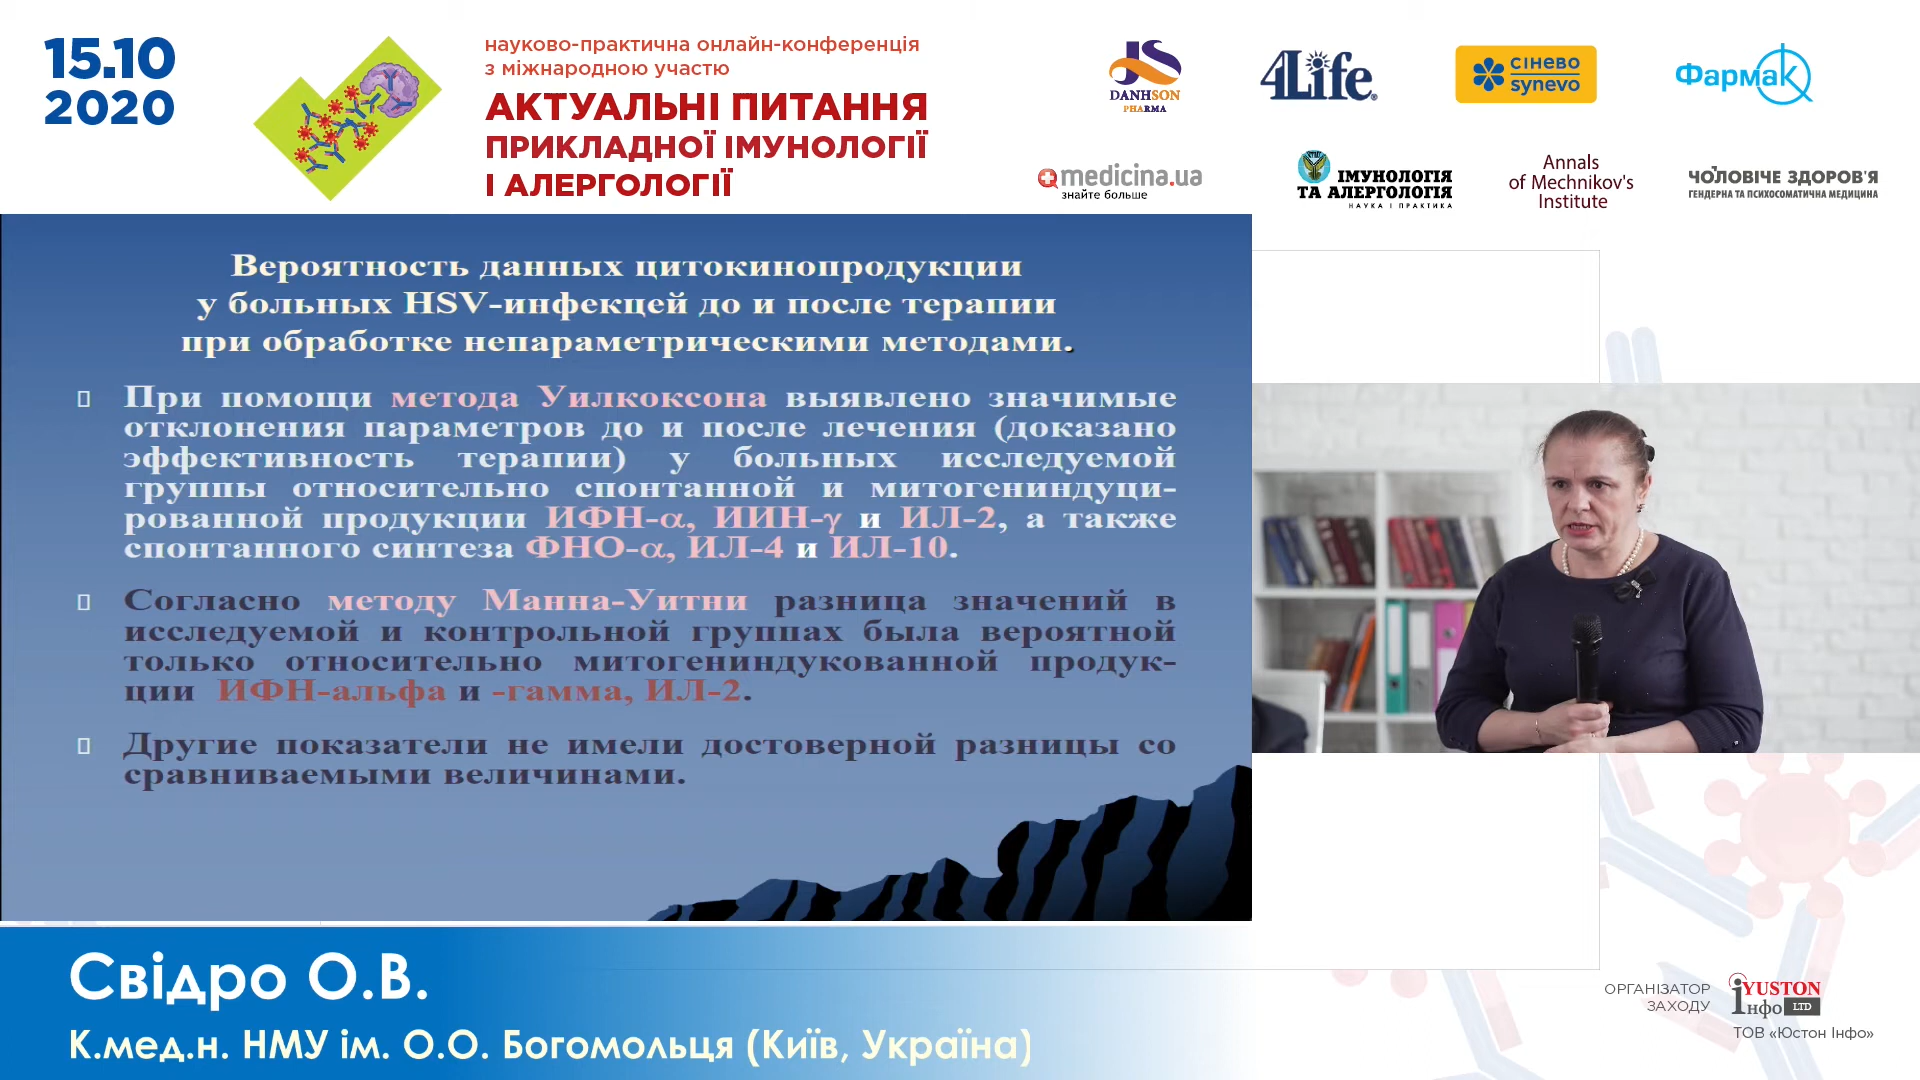 15.10
2020
науково-практична онлайн-конференція
з міжнародною участю
АКТУАЛЬНІ ПИТАННЯ
ПРИКЛАДНОЇ ІМУНОЛОГІЇ
І АЛЕРГОЛОГІЇ
DANHSON
PHARMA
4Life®
сінево
synevo
Фармак
medicina.ua
знайте больше
ІМУНОЛОГІЯ
ТА АЛЕРГОЛОГІЯ
НАУКА І ПРАКТИКА
Annals
of Mechnikov's
Institute
ЧОЛОВІЧЕ ЗДОРОВ'Я
ГЕНДЕРНА ТА ПСИХОСОМАТИЧНА МЕДИЦИНА
Вероятность данных цитокинопродукции
у больных HSV-инфекцей до и после терапии
при обработке непараметрическими методами.
При помощи метода Уилкоксона выявлено значимые
отклонения параметров до и после лечения (доказано
эффективность терапии) у больных исследуемой
группы относительно спонтанной и митогениндуци-
рованной продукции ИФН-α, ИИН-γ и ИЛ-2, а также
спонтанного синтеза ФНО-α, ИЛ-4 и ИЛ-10.
Согласно методу Манна-Уитни разница значений в
исследуемой и контрольной группах была вероятной
только относительно митогениндукованной продук-
ции ИФН-альфа и -гамма, ИЛ-2.
Другие показатели не имели достоверной разницы со
сравниваемыми величинами.
Свідро О.В.
К.мед.н. НМУ ім. О.О. Богомольця (Київ, Україна)
ОРГАНІЗАТОР
ЗАХОДУ
YUSTON
Інфо LTD
ТОВ «Юстон Інфо»